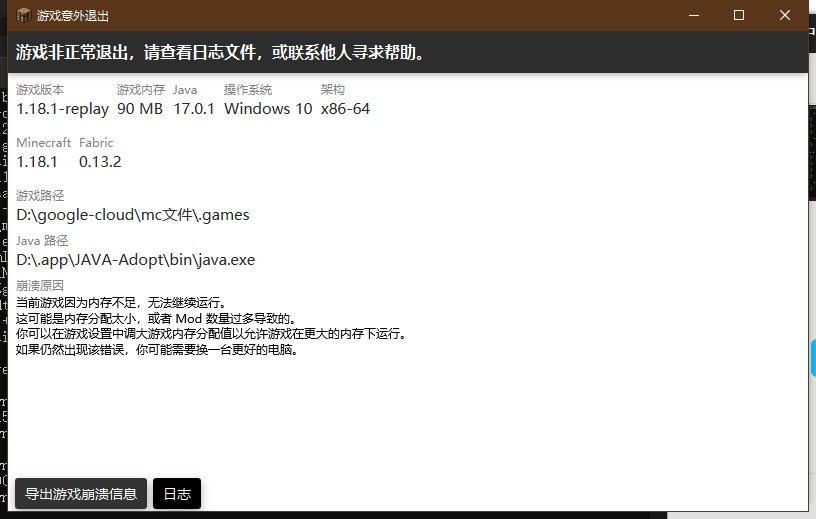 游戏意外退出
游戏非正常退出，请查看日志文件，或联系他人寻求帮助。
游戏版本 游戏内存 Java 操作系统 架构
1.18.1-replay 90 MB 17.0.1 Windows 10 x86-64
Minecraft Fabric
1.18.1 0.13.2
游戏路径
D:\google-cloud\mc文件\.games
Java 路径
D:\.app\JAVA-Adopt\bin\java.exe
崩溃原因
当前游戏因为内存不足，无法继续运行。
这可能是内存分配太小，或者 Mod 数量过多导致的。
你可以在游戏设置中调大游戏内存分配值以允许游戏在更大的内存下运行。
如果仍然出现该错误，你可能需要换一台更好的电脑。
导出游戏崩溃信息 日志